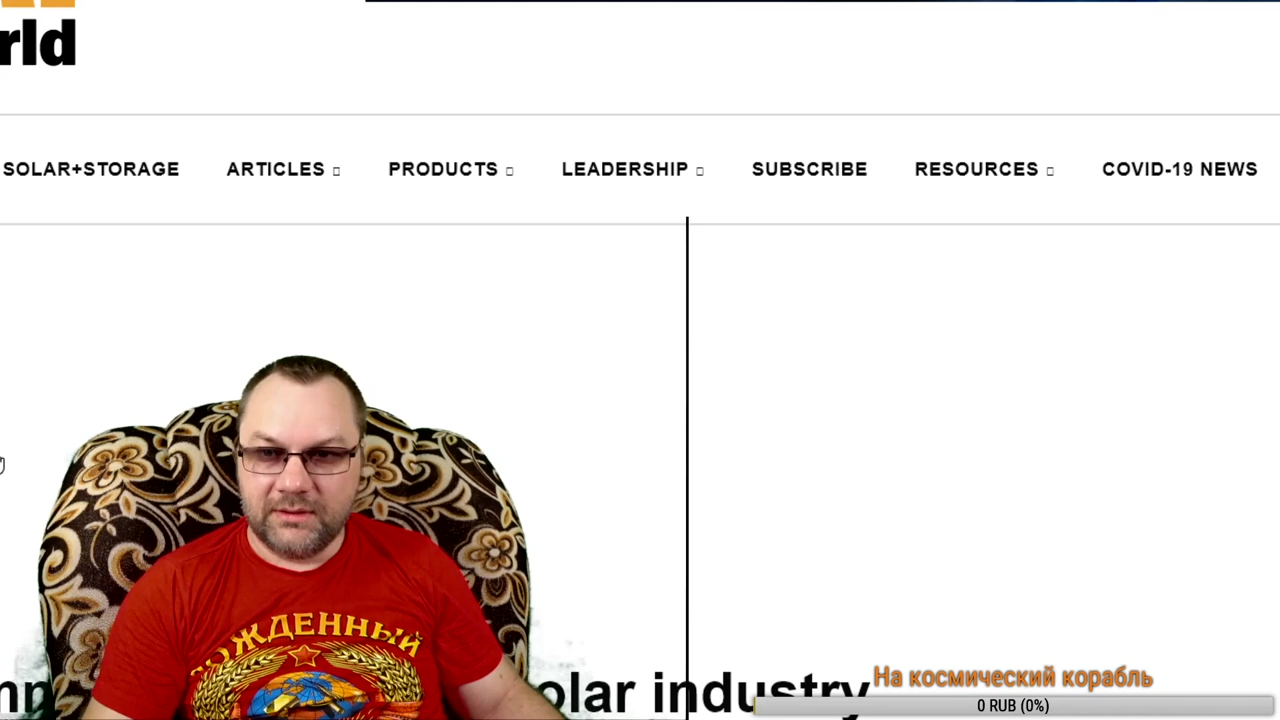 rld
SOLAR+STORAGE ARTICLES PRODUCTS LEADERSHIP SUBSCRIBE RESOURCES COVID-19 NEWS
ОЖДЕННЫЙ
olar industry
На космический корабль
0 RUB (0%)